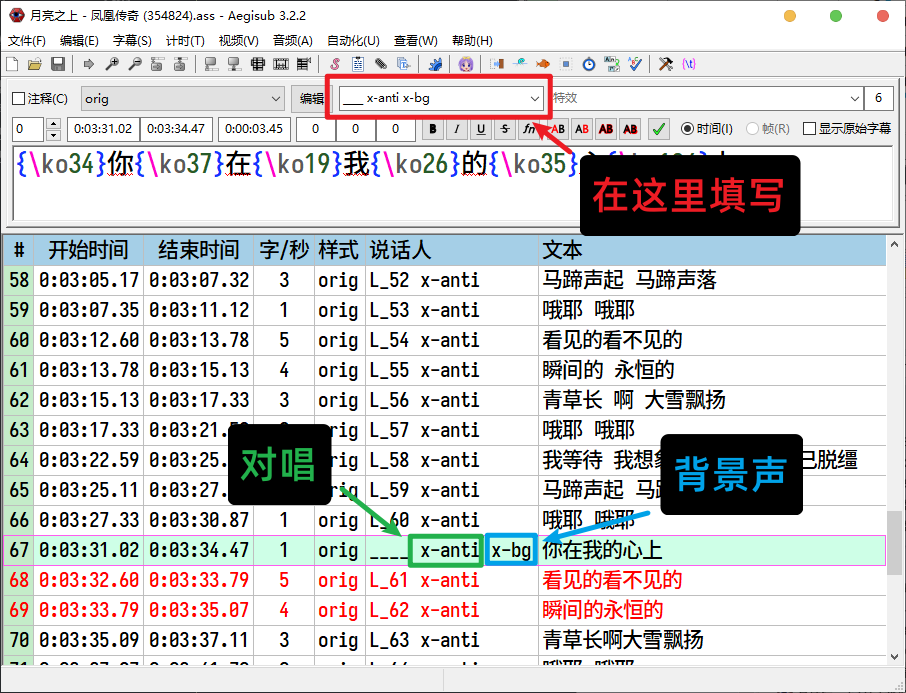 月亮之上 - 凤凰传奇 (354824).ass - Aegisub 3.2.2
文件(F) 编辑(E) 字幕(S) 计时(T) 视频(V) 音频(A) 自动化(U) 查看(W) 帮助(H)
注释(C) orig 编辑 ___ x-anti x-bg 特效 6
0 0:03:31.02 0:03:34.47 0:00:03.45 0 0 0 B I U S fn AB AB AB AB 时间(I) 帧(R) 显示原始字幕
{\ko34}你{\ko37}在{\ko19}我{\ko26}的{\ko35}
在这里填写
# 开始时间 结束时间 字/秒 样式 说话人 文本
58 0:03:05.17 0:03:07.32 3 orig L_52 x-anti 马蹄声起 马蹄声落
59 0:03:07.35 0:03:11.12 1 orig L_53 x-anti 哦耶 哦耶
60 0:03:12.60 0:03:13.78 5 orig L_54 x-anti 看见的看不见的
61 0:03:13.78 0:03:15.13 4 orig L_55 x-anti 瞬间的 永恒的
62 0:03:15.13 0:03:17.33 3 orig L_56 x-anti 青草长 啊 大雪飘扬
63 0:03:17.33 0:03:21. orig L_57 x-anti 哦耶 哦耶
64 0:03:22.59 0:03:25. L_58 x-anti 我等待 我想 已脱缰
对唱
背景声
65 0:03:25.11 0:03:27. orig L_59 x-anti 马蹄声起 马
66 0:03:27.33 0:03:30.87 1 orig L_60 x-anti 哦耶 哦耶
67 0:03:31.02 0:03:34.47 1 orig ____ x-anti x-bg 你在我的心上
68 0:03:32.60 0:03:33.79 5 orig L_61 x-anti 看见的看不见的
69 0:03:33.79 0:03:35.07 4 orig L_62 x-anti 瞬间的永恒的
70 0:03:35.09 0:03:37.11 3 orig L_63 x-anti 青草长啊大雪飘扬